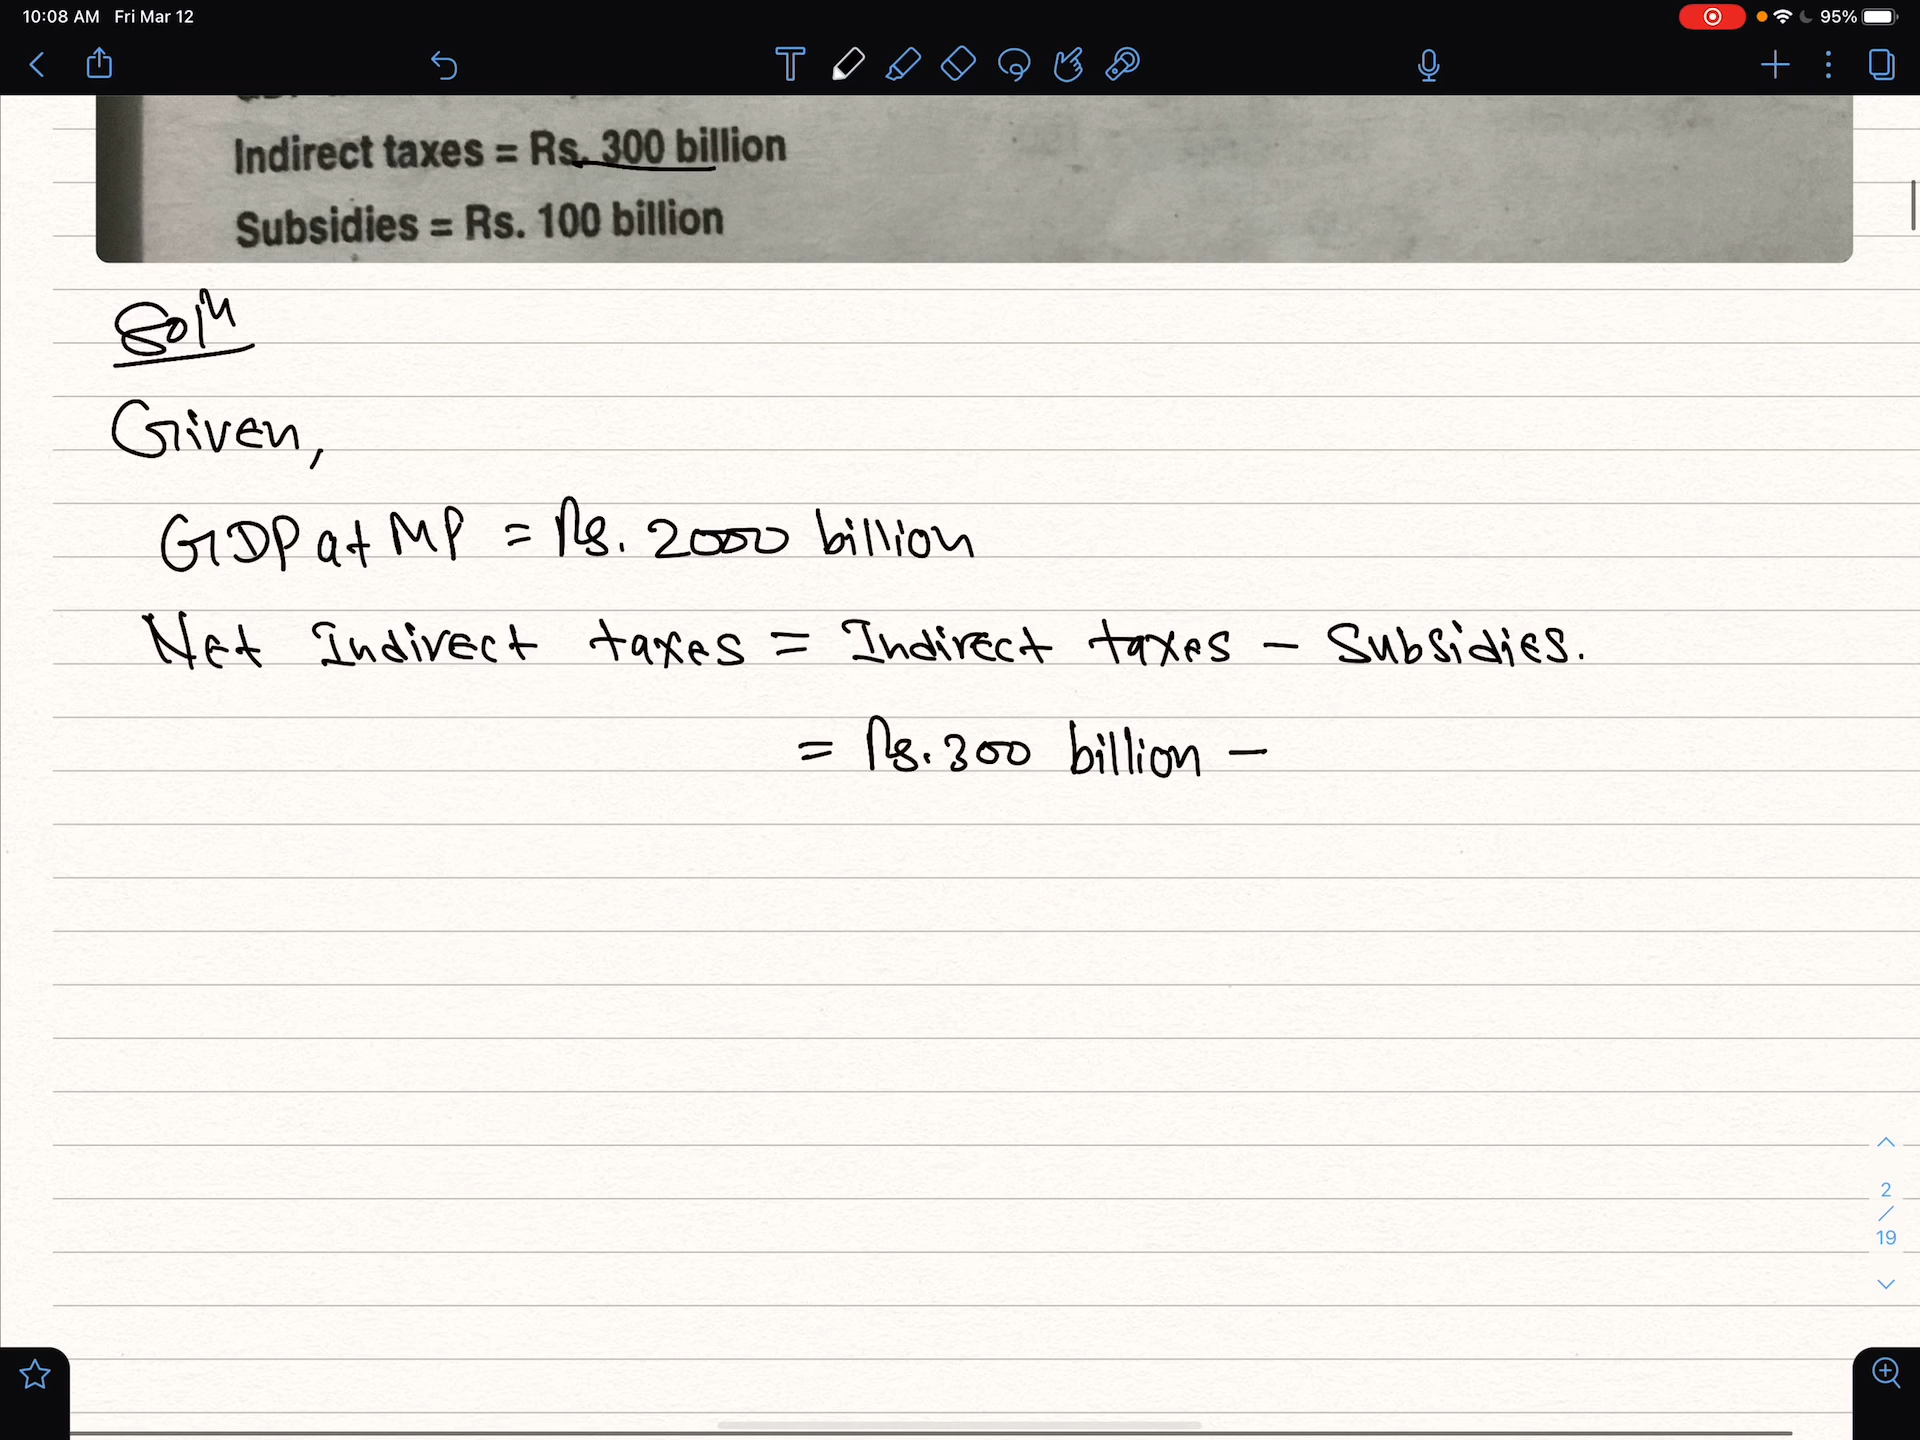 10:08 AM Fri Mar 12
95%
Indirect taxes = Rs. 300 billion
Subsidies = Rs. 100 billion
Solⁿ
Given,
GDP at MP = Rs. 2000 billion
Net Indirect taxes = Indirect taxes – Subsidies.
= Rs. 300 billion –
2
/
19